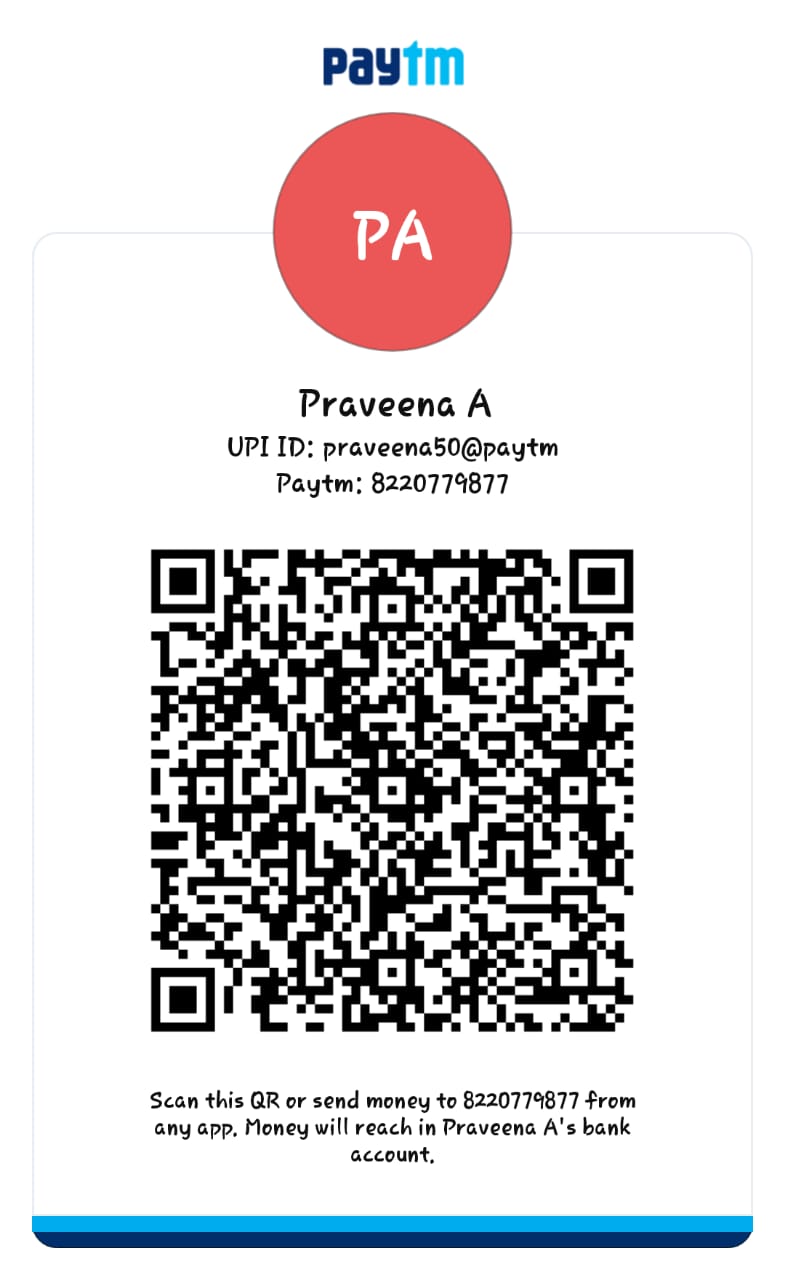 paytm
PA
Praveena A
UPI ID: praveena50@paytm
Paytm: 8220779877
Scan this QR or send money to 8220779877 from
any app. Money will reach in Praveena A's bank
account.